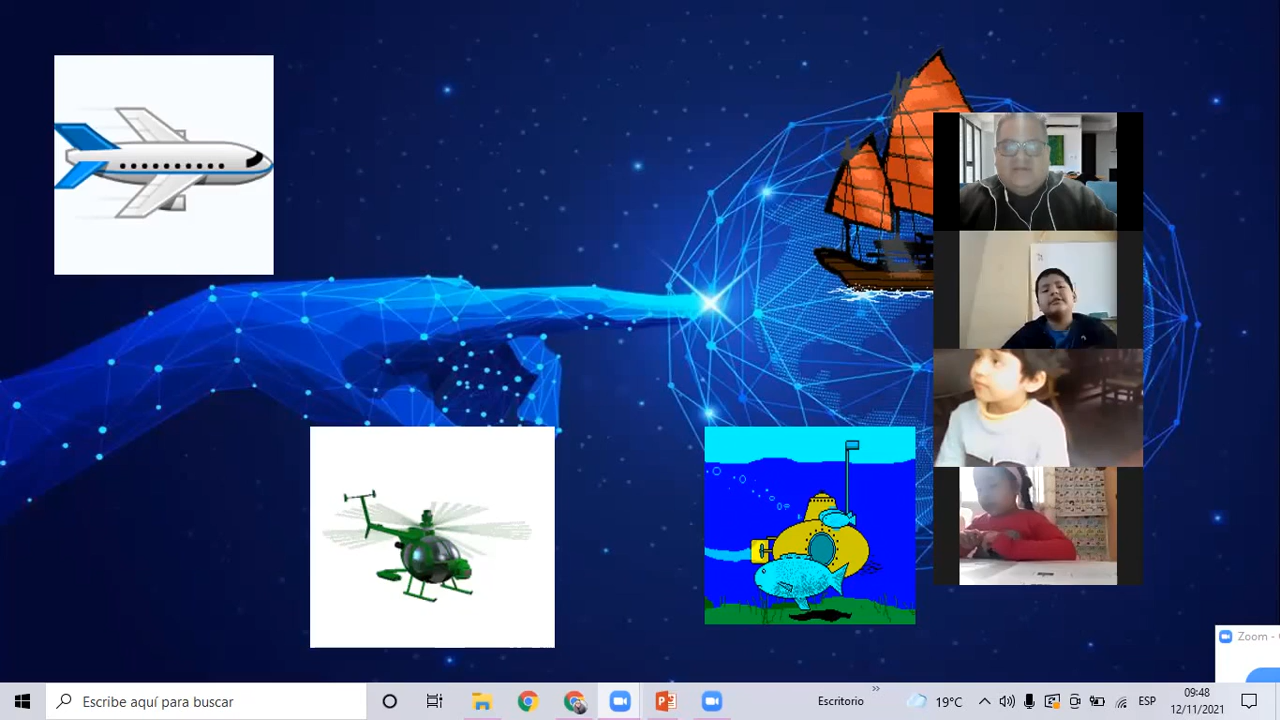 Zoom -
Escribe aquí para buscar
Escritorio
»
19°C
ESP
09:48
12/11/2021